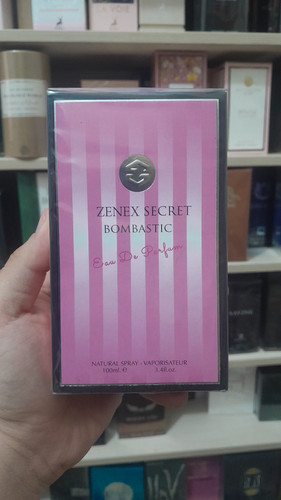 ZENEX SECRET
BOMBASTIC
Eau De Parfum
NATURAL SPRAY - VAPORISATEUR
100mL ℮ 3.4fl oz